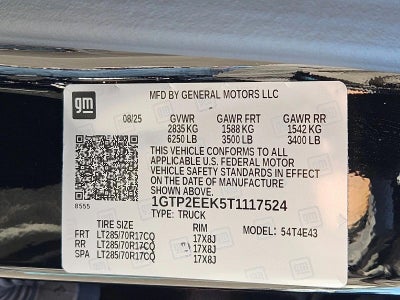 gm
MFD BY GENERAL MOTORS LLC
08/25 GVWR GAWR FRT GAWR RR
2835 KG 1588 KG 1542 KG
6250 LB 3500 LB 3400 LB
THIS VEHICLE CONFORMS TO ALL
APPLICABLE U.S. FEDERAL MOTOR
VEHICLE SAFETY STANDARDS IN EFFECT
ON THE DATE OF MANUFACTURE
SHOWN ABOVE.
8555
1GTP2EEK5T1117524
TYPE: TRUCK
TIRE SIZE RIM MODEL: 54T4E43
FRT LT285/70R17CQ 17X8J
RR LT285/70R17CQ 17X8J
SPA LT285/70R17CQ 17X8J